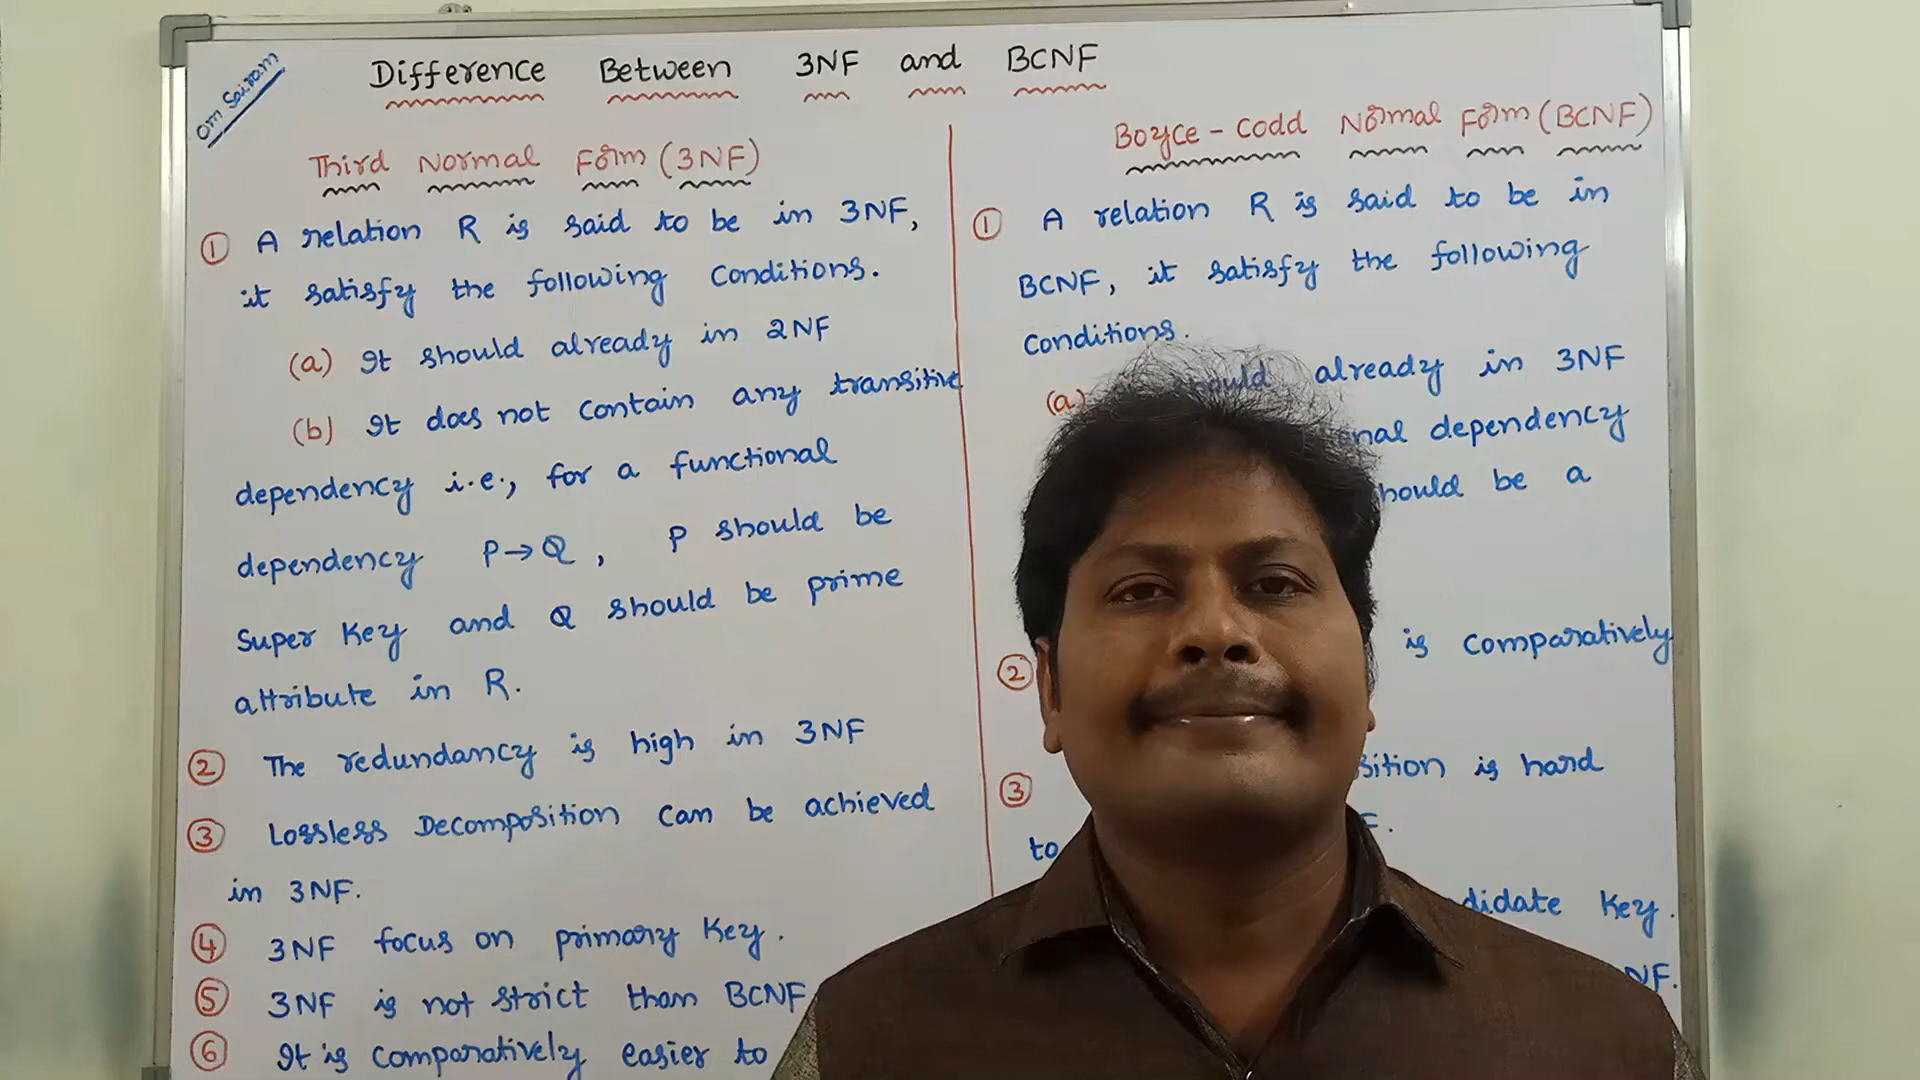 Om Sairam
Difference Between 3NF and BCNF
Third Normal Form (3NF)
① A relation R is said to be in 3NF,
it satisfy the following conditions.
(a) It should already in 2NF
(b) It does not contain any transitive
dependency i.e., for a functional
dependency P→Q, P should be
Super Key and Q should be prime
attribute in R.
② The redundancy is high in 3NF
③ Lossless Decomposition can be achieved
in 3NF.
④ 3NF focus on primary Key.
⑤ 3NF is not strict than BCNF
⑥ It is comparatively easier to
Boyce-Codd Normal Form (BCNF)
① A relation R is said to be in
BCNF, it satisfy the following
conditions.
(a) should already in 3NF
dependency
should be a
② is comparatively
③ is hard
to
Key.